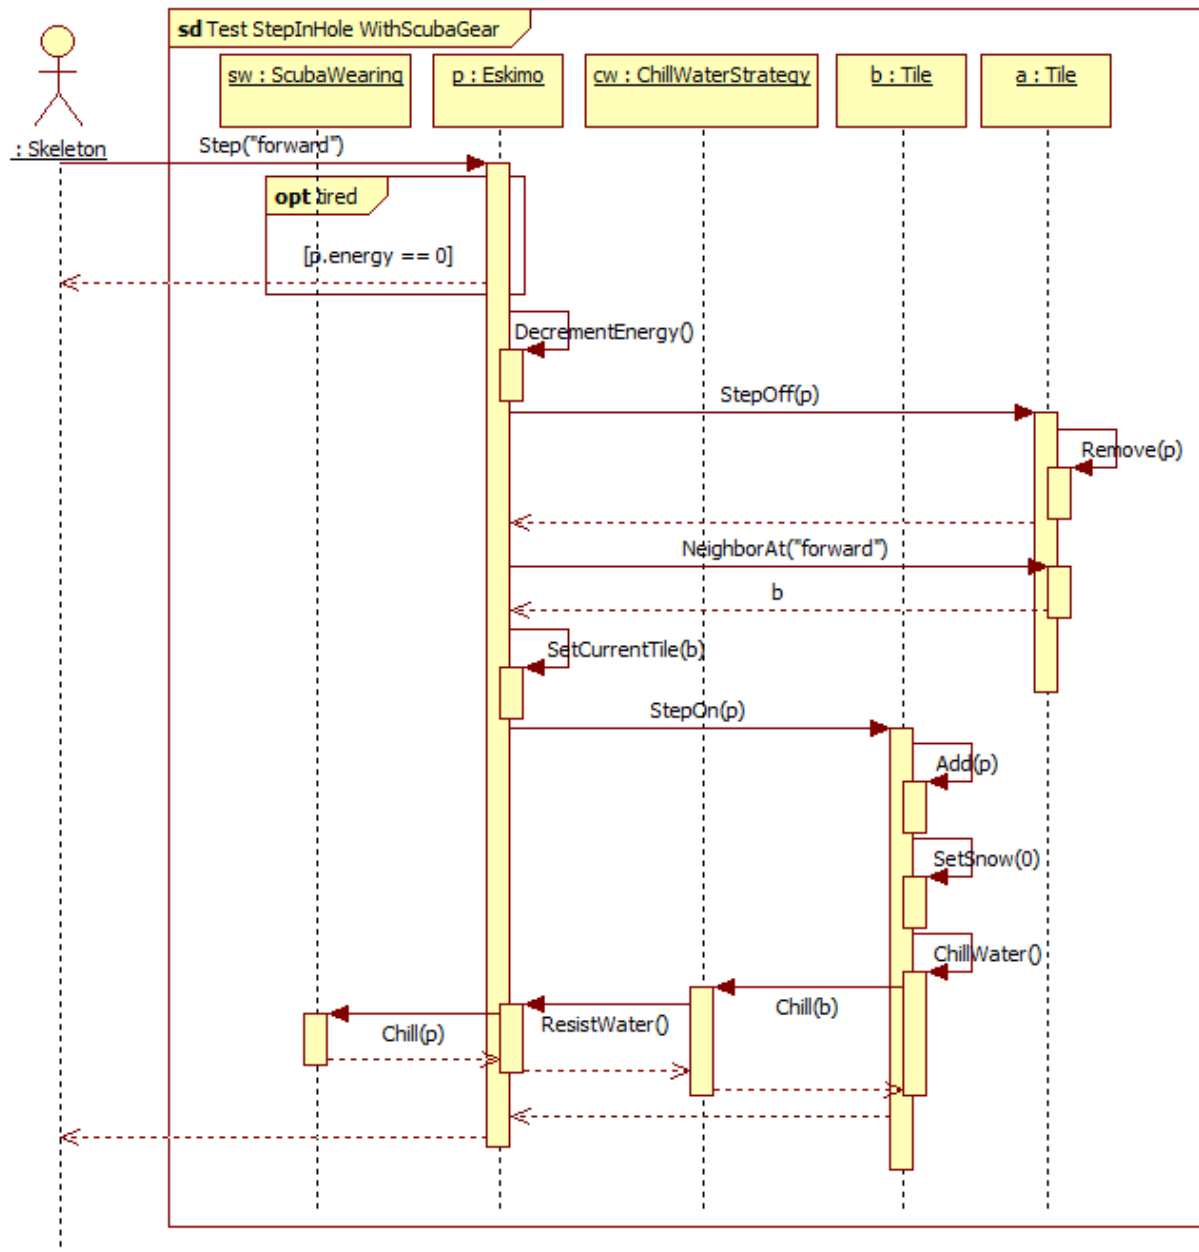 sd Test StepInHole WithScubaGear
sw : ScubaWearing
p : Eskimo
cw : ChillWaterStrategy
b : Tile
a : Tile
: Skeleton
Step("forward")
opt tired
[p.energy == 0]
DecrementEnergy()
StepOff(p)
Remove(p)
NeighborAt("forward")
b
SetCurrentTile(b)
StepOn(p)
Add(p)
SetSnow(0)
ChillWater()
Chill(b)
ResistWater()
Chill(p)